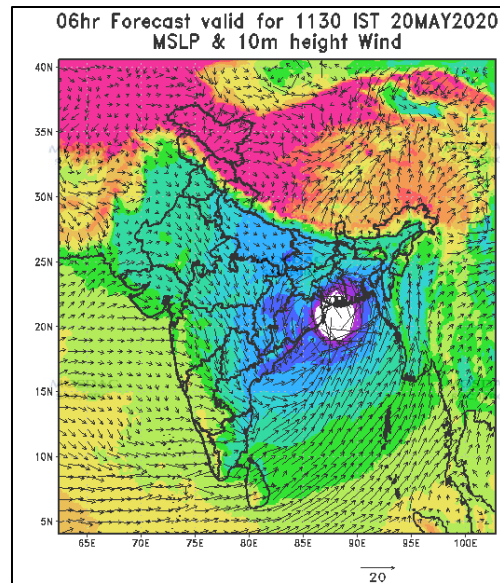 06hr Forecast valid for 1130 IST 20MAY2020
MSLP & 10m height Wind
40N
35N
30N
25N
20N
15N
10N
5N
65E 70E 75E 80E 85E 90E 95E 100E
20